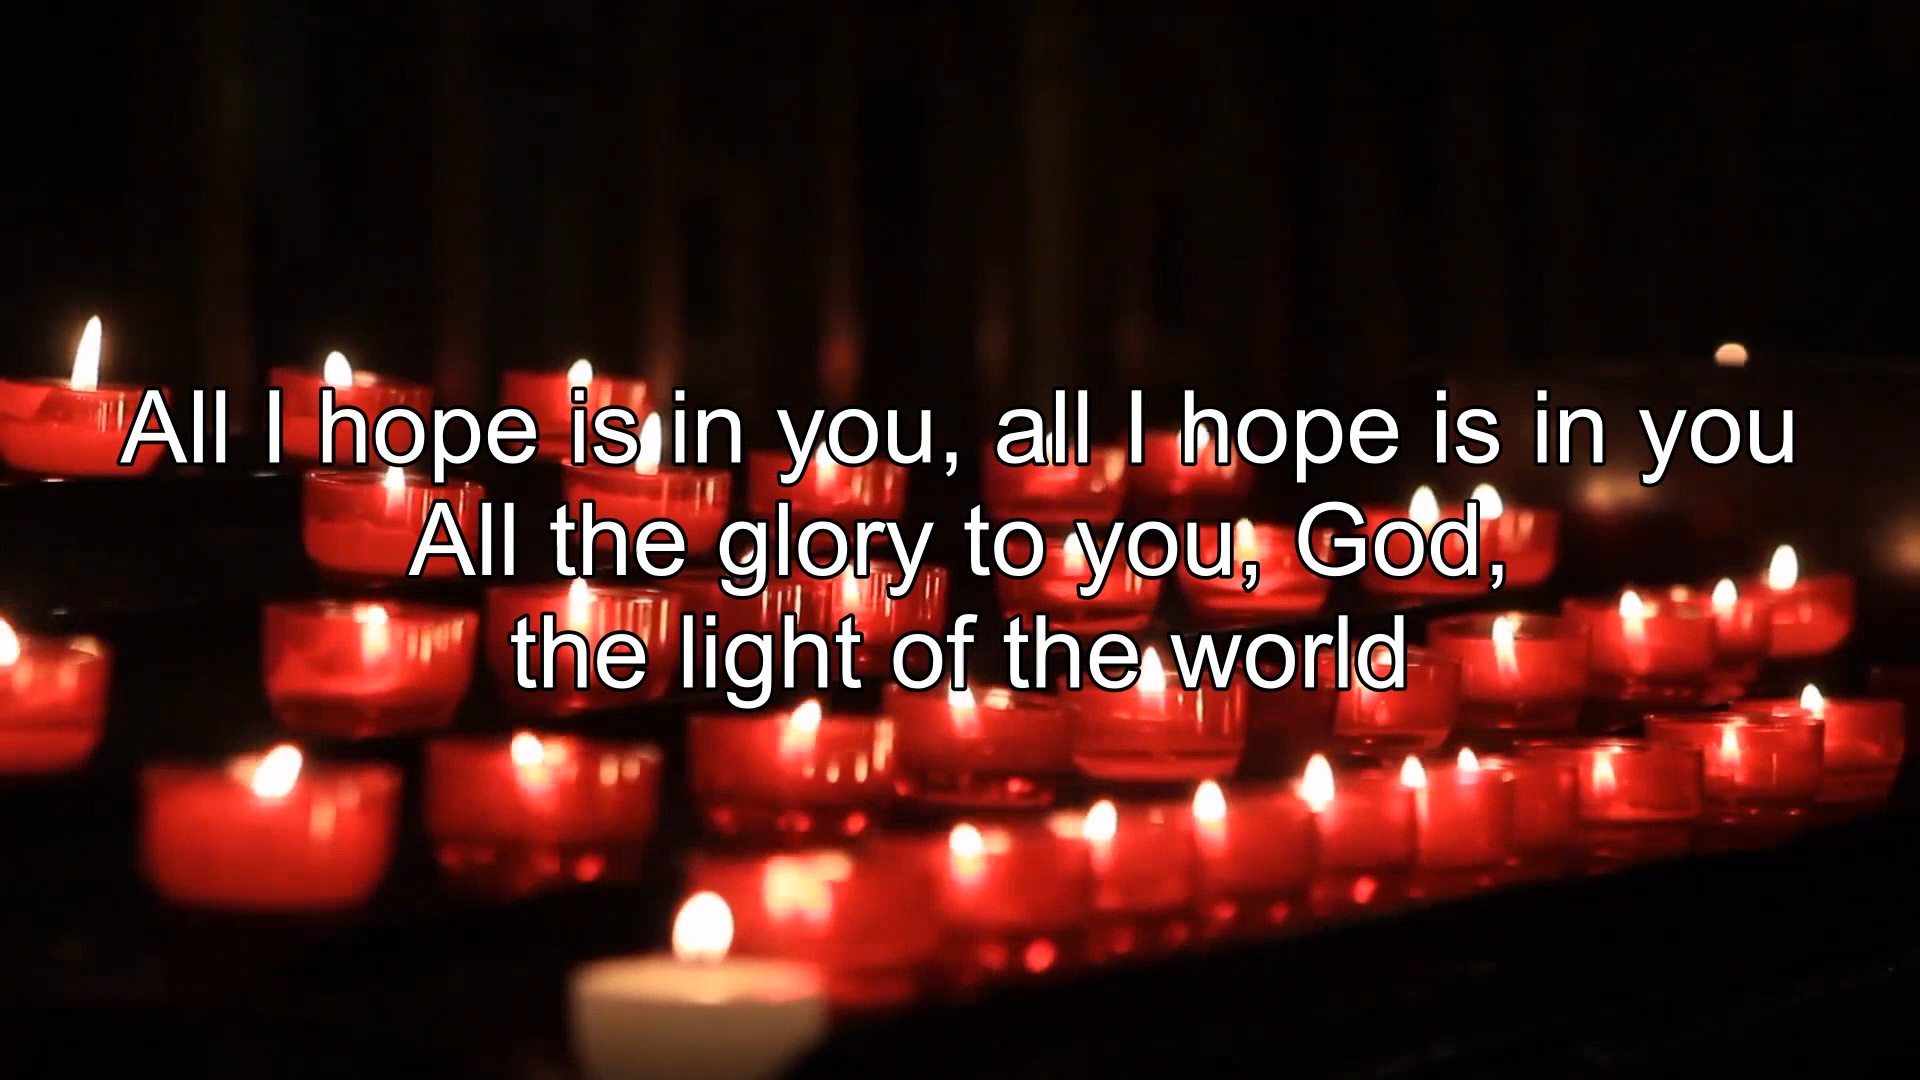 All I hope is in you, all I hope is in you
All the glory to you, God,
the light of the world